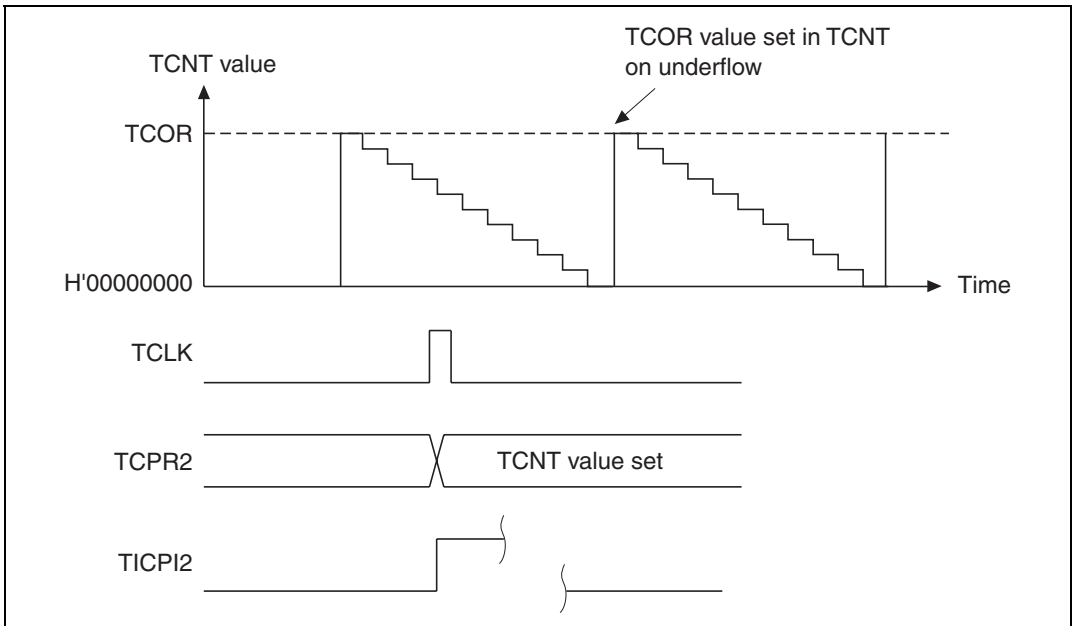 TCOR value set in TCNT
on underflow
TCNT value
TCOR
H'00000000
Time
TCLK
TCPR2
TCNT value set
TICPI2